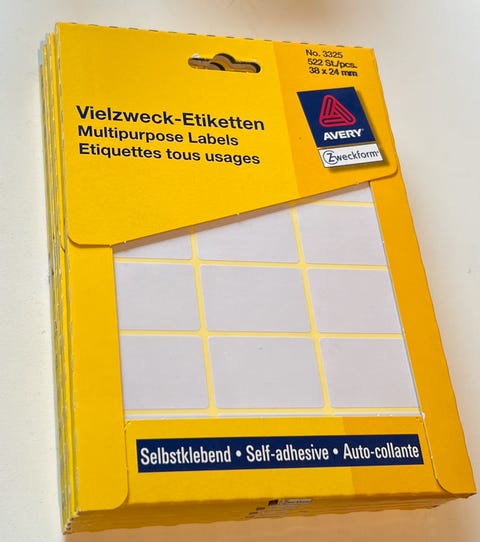 No. 3325
522 St./pcs.
38 x 24 mm
Vielzweck-Etiketten
Multipurpose Labels
Etiquettes tous usages
AVERY
Zweckform
Selbstklebend • Self-adhesive • Auto-collante